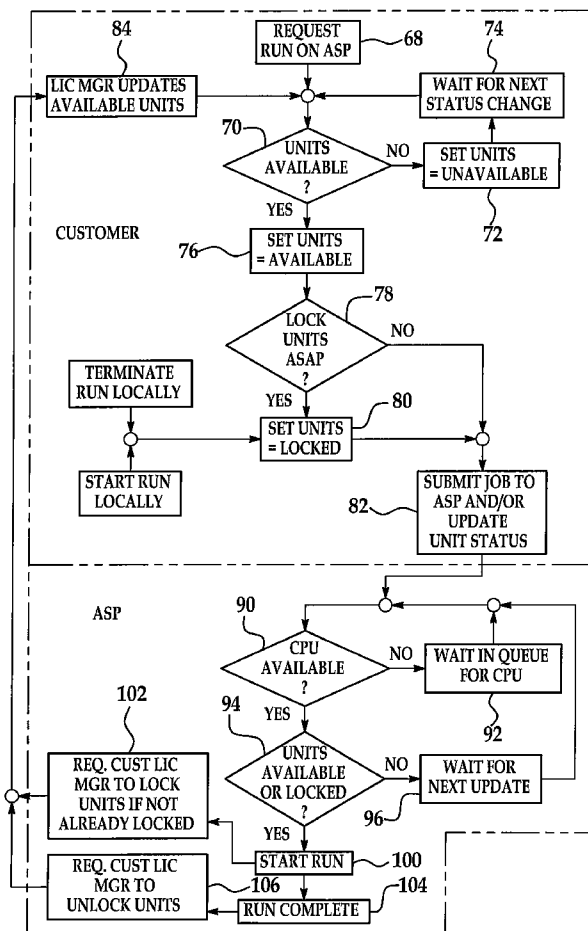 84
REQUEST
RUN ON ASP
68
74
LIC MGR UPDATES
AVAILABLE UNITS
WAIT FOR NEXT
STATUS CHANGE
70
UNITS
AVAILABLE
?
NO
SET UNITS
= UNAVAILABLE
72
YES
CUSTOMER
76
SET UNITS
= AVAILABLE
78
LOCK
UNITS
ASAP
?
NO
TERMINATE
RUN LOCALLY
YES
80
SET UNITS
= LOCKED
START RUN
LOCALLY
82
SUBMIT JOB TO
ASP AND/OR
UPDATE
UNIT STATUS
ASP
90
CPU
AVAILABLE
?
NO
WAIT IN QUEUE
FOR CPU
92
YES
102
94
REQ. CUST LIC
MGR TO LOCK
UNITS IF NOT
ALREADY LOCKED
UNITS
AVAILABLE
OR LOCKED
?
NO
WAIT FOR
NEXT UPDATE
96
YES
START RUN
100
REQ. CUST LIC
MGR TO
UNLOCK UNITS
106
RUN COMPLETE
104